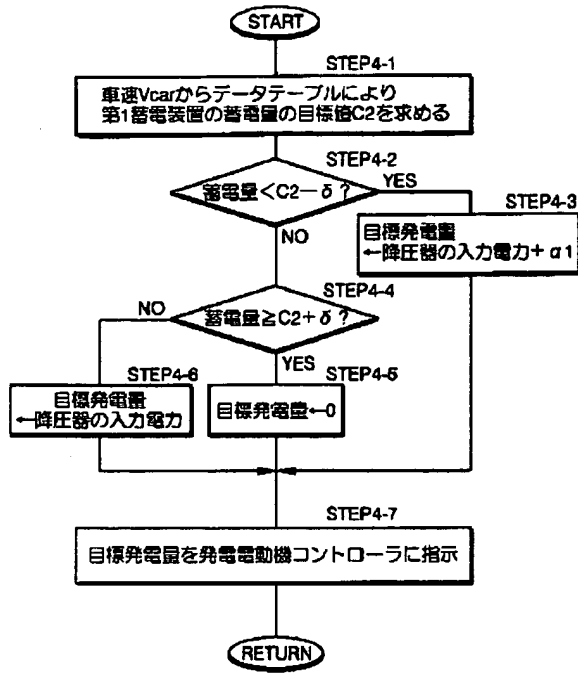 START
STEP4-1
車速Vcarからデータテーブルにより
第1蓄電装置の蓄電量の目標値C2を求める
STEP4-2
蓄電量<C2-δ?
YES
NO
STEP4-3
目標発電量
←降圧器の入力電力+α1
STEP4-4
蓄電量≧C2+δ?
NO
YES
STEP4-6
目標発電量
←降圧器の入力電力
STEP4-5
目標発電量←0
STEP4-7
目標発電量を発電電動機コントローラに指示
RETURN